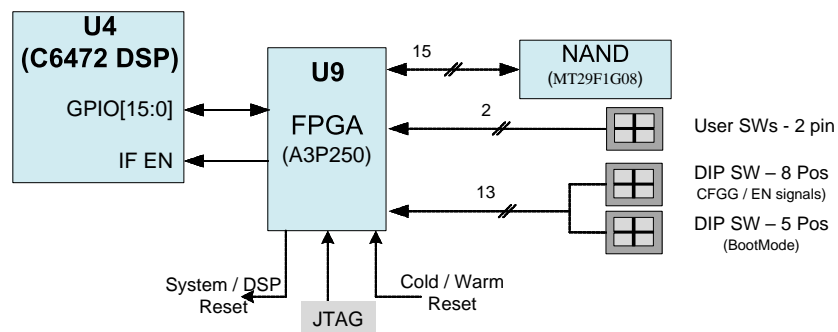 U4
(C6472 DSP)
GPIO[15:0]
IF EN
U9
FPGA
(A3P250)
15
NAND
(MT29F1G08)
2
User SWs - 2 pin
13
DIP SW – 8 Pos
CFGG / EN signals)
DIP SW – 5 Pos
(BootMode)
System / DSP
Reset
Cold / Warm
Reset
JTAG